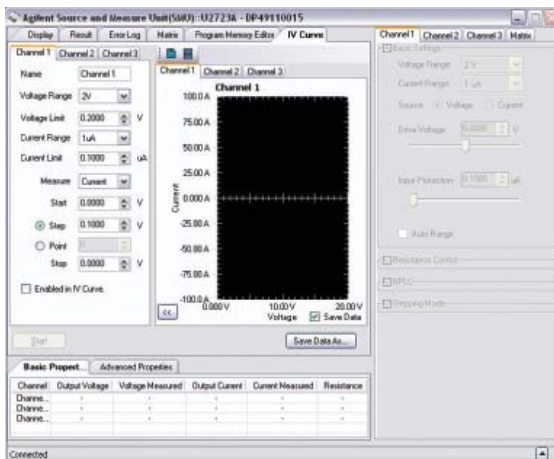 Agilent Source and Measure Unit(SMU)::U2723A - DP49110015
Display Result Error Log Matrix Program Memory Editor IV Curve
Channel 1 Channel 2 Channel 3
Name Channel 1
Voltage Range 2V
Voltage Limit 0.2000 V
Current Range 1uA
Current Limit 0.1000 uA
Measure Current
Start 0.0000 V
Step 0.1000 V
Point
Stop 0.0000 V
Enabled in IV Curve.
Start
Channel 1 Channel 2 Channel 3
Channel 1
Current
100.0 A
75.00 A
50.00 A
25.00 A
0.000 A
-25.00 A
-50.00 A
-75.00 A
-100.0 A
0.000 V 10.00 V 20.00 V
<< Voltage Save Data
Save Data As...
Channel 1 Channel 2 Channel 3 Matrix
Basic Settings
Voltage Range 2 V
Current Range 1 uA
Source Voltage Current
Drive Voltage 0.0000 V
Input Protection 0.1000 uA
Auto Range
Resistance Control
NPLC
Stepping Mode
Basic Propert... Advanced Properties
Channel Output Voltage Voltage Measured Output Current Current Measured Resistance
Channe...
Channe...
Channe...
Connected